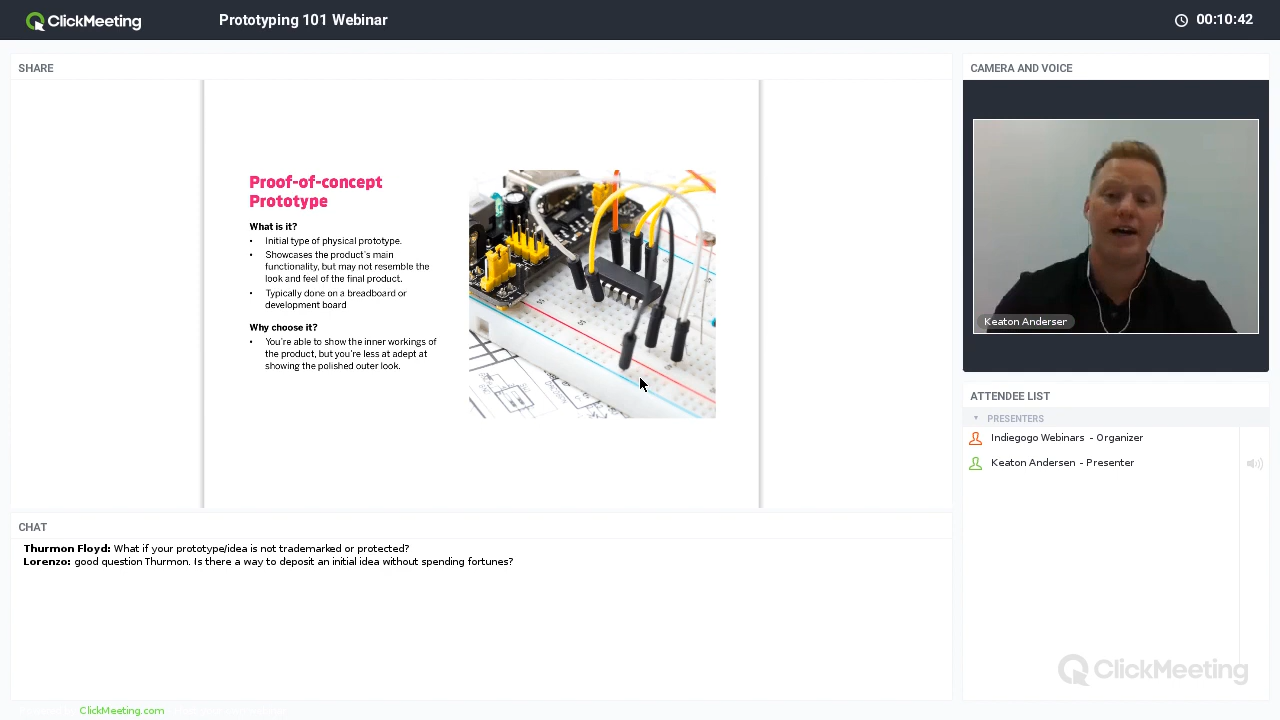 ClickMeeting
Prototyping 101 Webinar
00:10:42
SHARE
Proof-of-concept
Prototype
What is it?
• Initial type of physical prototype.
• Showcases the product's main
functionality, but may not resemble the
look and feel of the final product.
• Typically done on a breadboard or
development board
Why choose it?
• You're able to show the inner workings of
the product, but you're less at adept at
showing the polished outer look.
CAMERA AND VOICE
Keaton Andersen
ATTENDEE LIST
PRESENTERS
Indiegogo Webinars - Organizer
Keaton Andersen - Presenter
CHAT
Thurmon Floyd: What if your prototype/idea is not trademarked or protected?
Lorenzo: good question Thurmon. Is there a way to deposit an initial idea without spending fortunes?
ClickMeeting
ClickMeeting.com